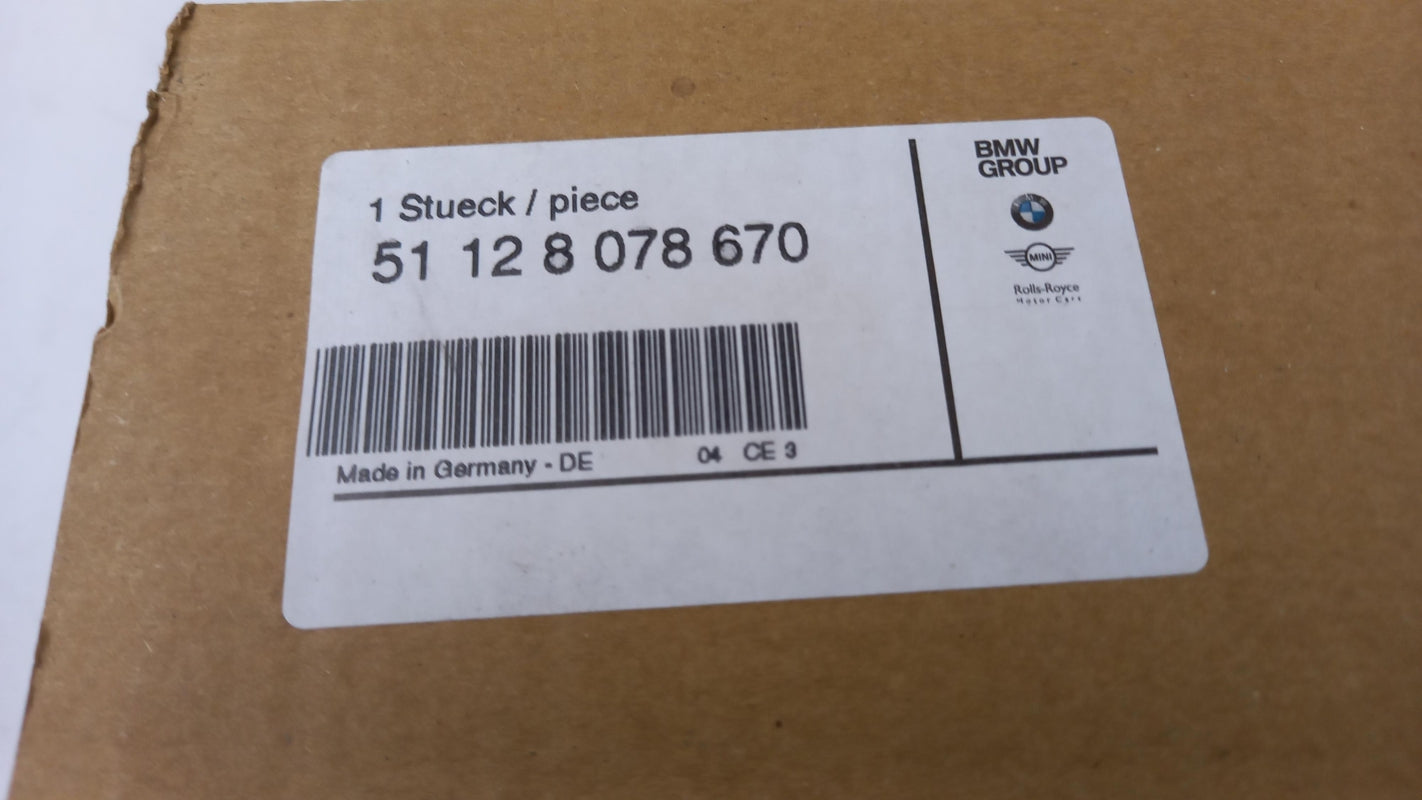 1 Stueck / piece
51 12 8 078 670
Made in Germany - DE 04 CE 3
BMW
GROUP
MINI
Rolls-Royce
Motor Cars